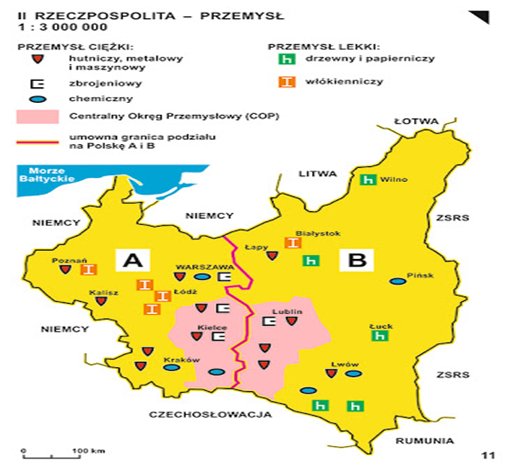 II RZECZPOSPOLITA – PRZEMYSŁ
1 : 3 000 000
PRZEMYSŁ CIĘŻKI:
hutniczy, metalowy
i maszynowy
zbrojeniowy
chemiczny
Centralny Okręg Przemysłowy (COP)
umowna granica podziału
na Polskę A i B
PRZEMYSŁ LEKKI:
drzewny i papierniczy
włókienniczy
ŁOTWA
Morze
Bałtyckie
LITWA
Wilno
NIEMCY
NIEMCY
ZSRS
Białystok
Łapy
Poznań
A
B
WARSZAWA
Pińsk
Kalisz
Łódź
Lublin
NIEMCY
Kielce
Łuck
Kraków
Lwów
ZSRS
CZECHOSŁOWACJA
RUMUNIA
0
100 km
11